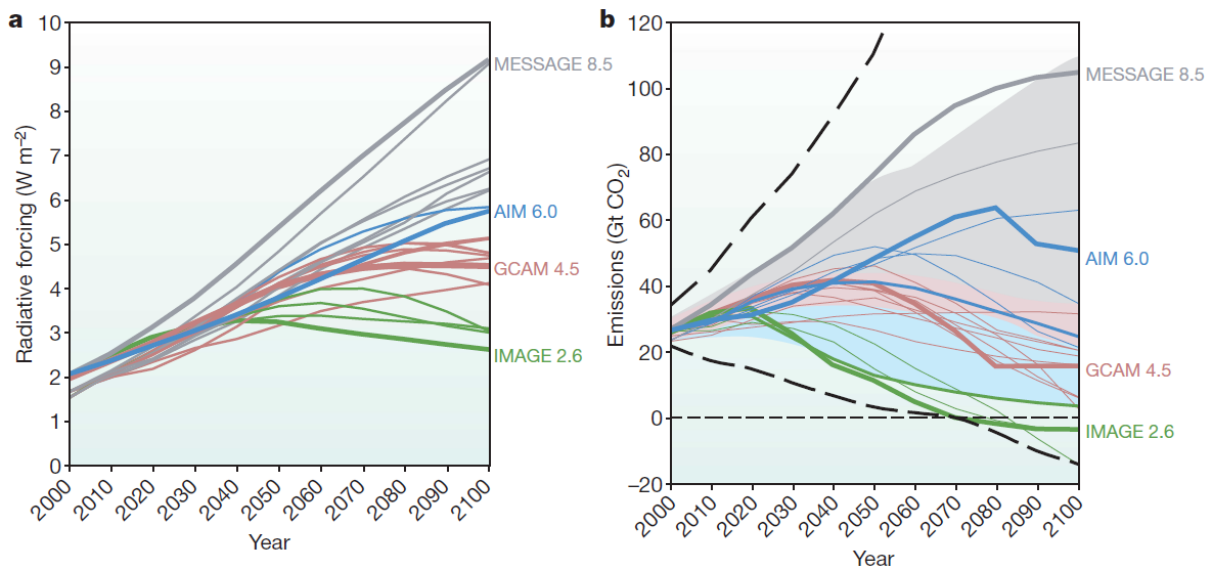 a
10
9
8
7
6
5
4
3
2
1
0
Radiative forcing (W m⁻²)
2000 2010 2020 2030 2040 2050 2060 2070 2080 2090 2100
Year
MESSAGE 8.5
AIM 6.0
GCAM 4.5
IMAGE 2.6
b
120
100
80
60
40
20
0
–20
Emissions (Gt CO₂)
2000 2010 2020 2030 2040 2050 2060 2070 2080 2090 2100
Year
MESSAGE 8.5
AIM 6.0
GCAM 4.5
IMAGE 2.6